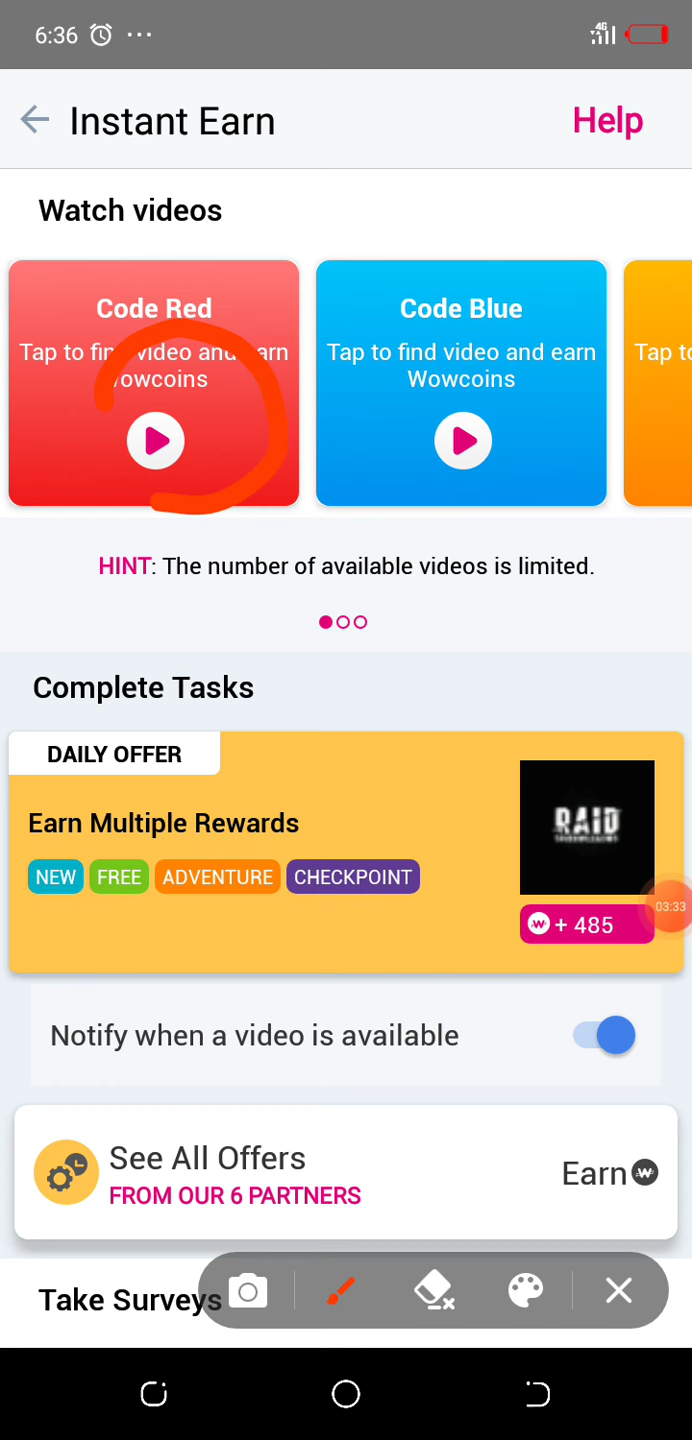 6:36
4G
Instant Earn
Help
Watch videos
Code Red
Tap to find video and earn
Wowcoins
Code Blue
Tap to find video and earn
Wowcoins
Tap to
HINT: The number of available videos is limited.
Complete Tasks
DAILY OFFER
Earn Multiple Rewards
NEW FREE ADVENTURE CHECKPOINT
RAID
W + 485
03:33
Notify when a video is available
See All Offers
Earn W
FROM OUR 6 PARTNERS
Take Surveys